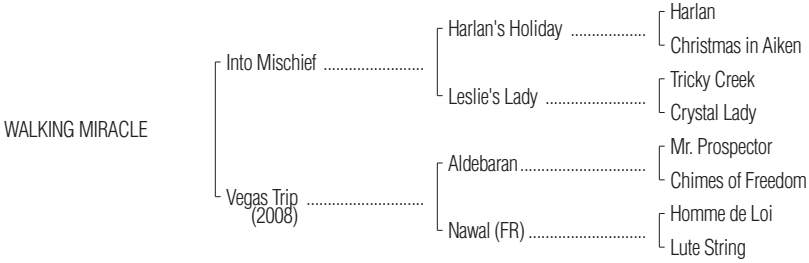 Harlan
Harlan's Holiday ....................
Christmas in Aiken
Into Mischief ..........................
Tricky Creek
Leslie's Lady ..........................
Crystal Lady
WALKING MIRACLE
Mr. Prospector
Aldebaran.................................
Chimes of Freedom
Vegas Trip ..............................
(2008)
Homme de Loi
Nawal (FR) ..............................
Lute String